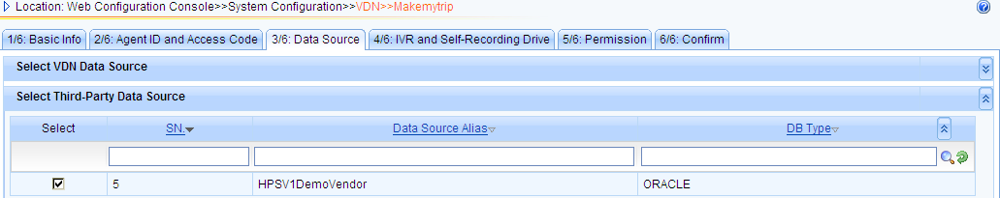 Location: Web Configuration Console>>System Configuration>>VDN>>Makemytrip
1/6: Basic Info 2/6: Agent ID and Access Code 3/6: Data Source 4/6: IVR and Self-Recording Drive 5/6: Permission 6/6: Confirm
Select VDN Data Source
Select Third-Party Data Source
Select SN. Data Source Alias DB Type
5 HPSV1DemoVendor ORACLE